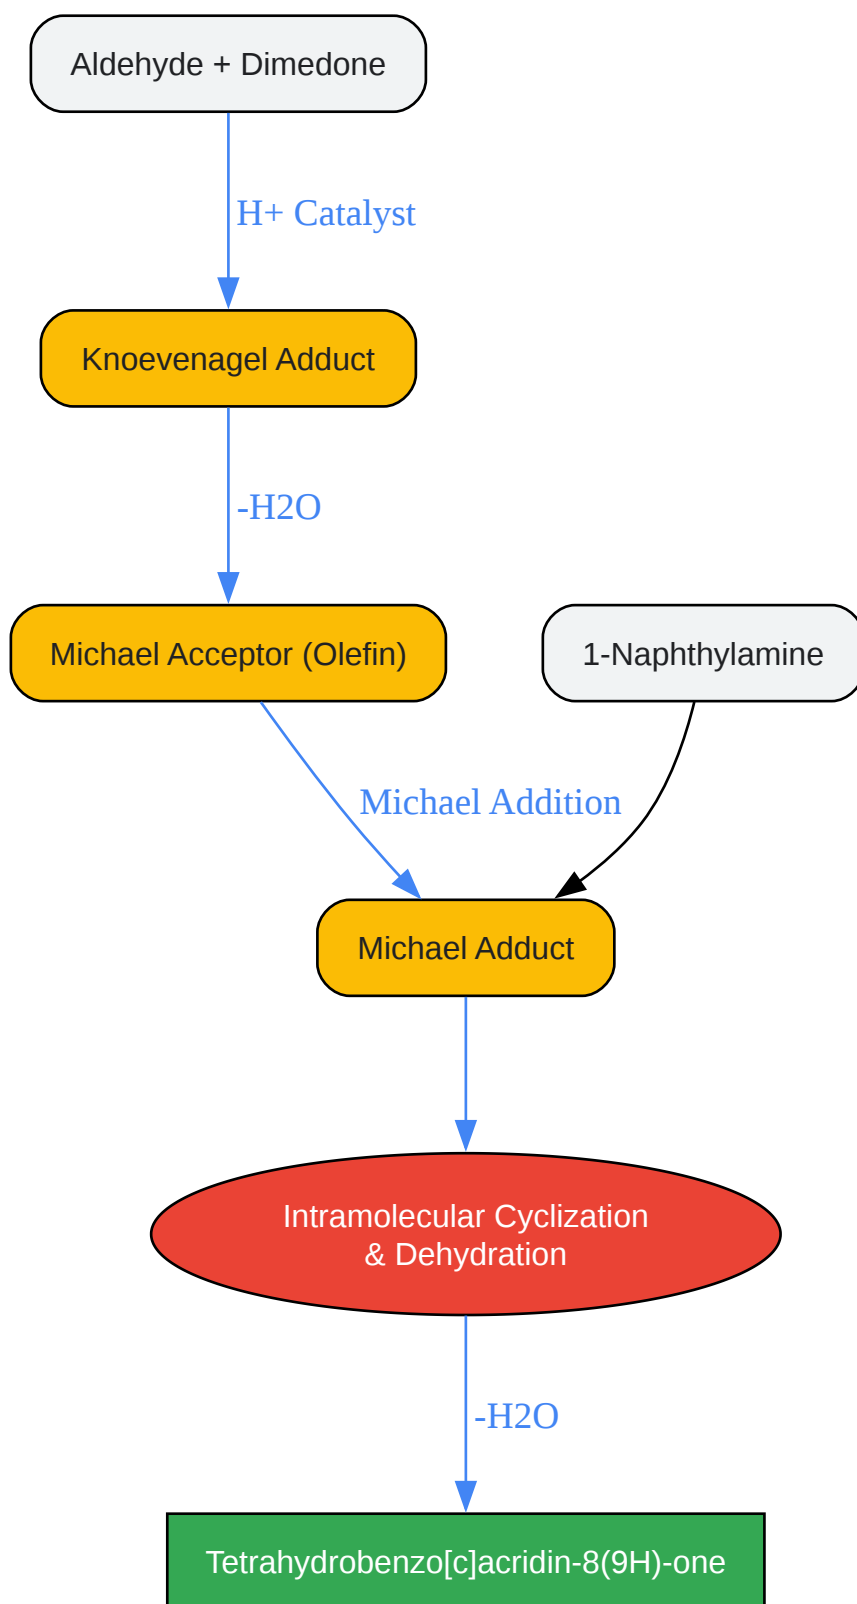 Aldehyde + Dimedone
H+ Catalyst
Knoevenagel Adduct
-H2O
Michael Acceptor (Olefin)
1-Naphthylamine
Michael Addition
Michael Adduct
Intramolecular Cyclization
& Dehydration
-H2O
Tetrahydrobenzo[c]acridin-8(9H)-one